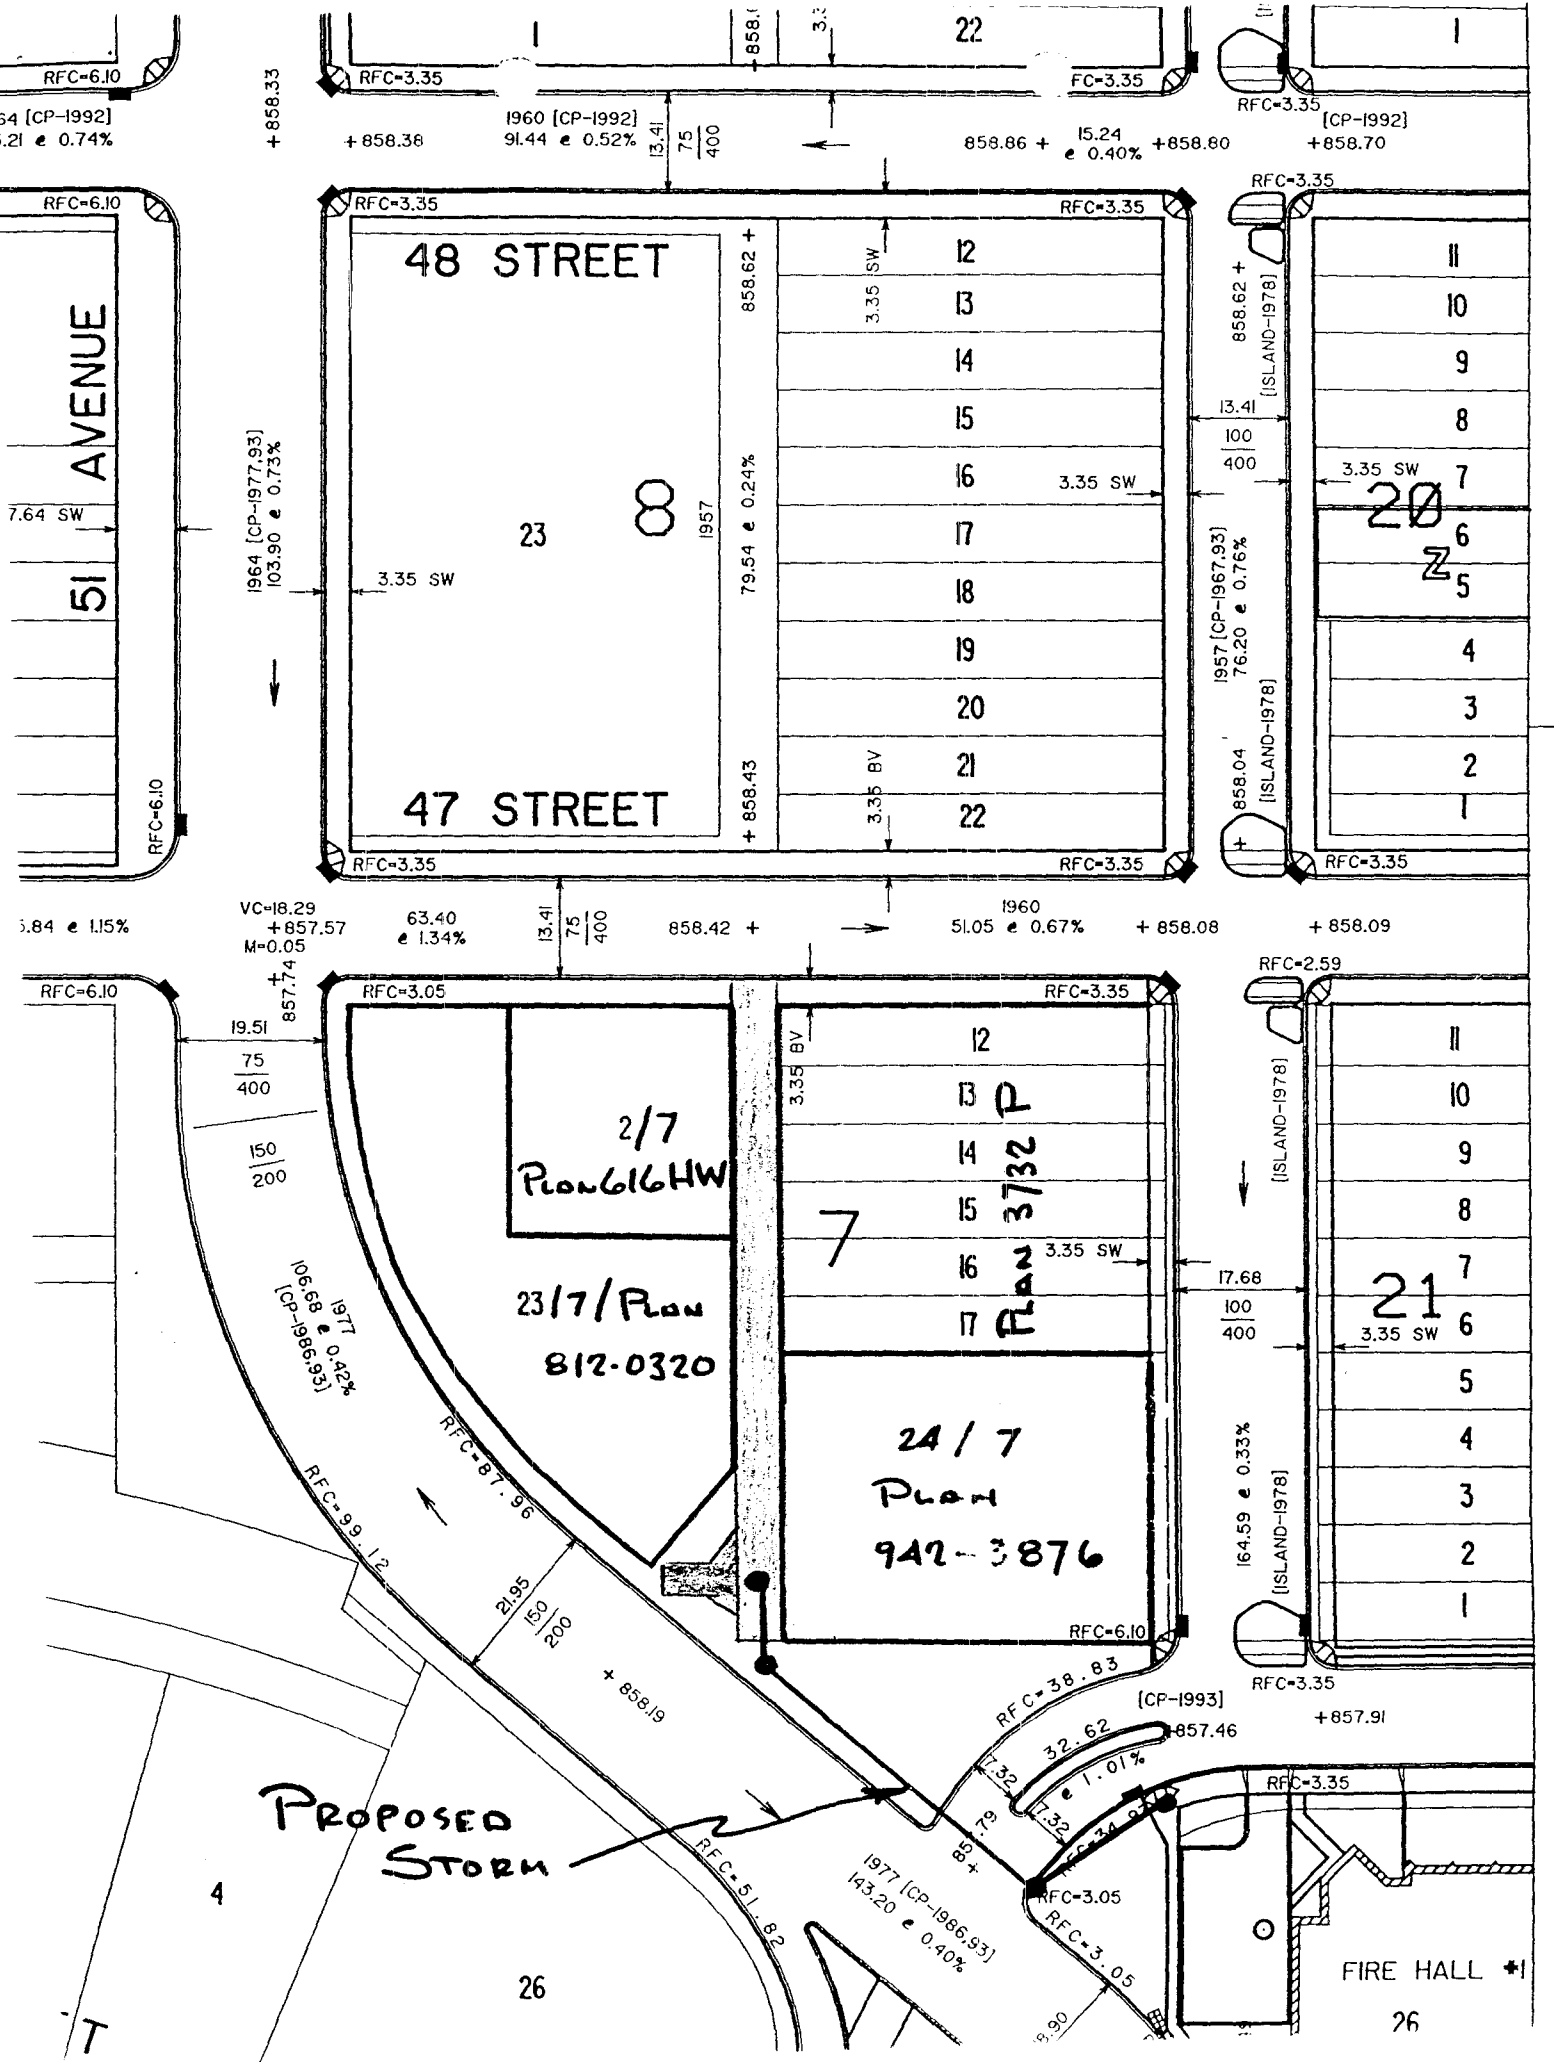 1
22
1
RFC=6.10
RFC=3.35
FC=3.35
RFC=3.35
+858.33
64 [CP-1992]
.21 @ 0.74%
+858.38
1960 [CP-1992]
91.44 @ 0.52%
13.41
75
400
858.86 +
15.24
@ 0.40%
+858.80
[CP-1992]
+858.70
RFC=6.10
RFC=3.35
RFC=3.35
RFC=3.35
48 STREET
858.62 +
3.35 SW
12
13
14
15
16
17
18
19
20
21
22
858.62 +
[ISLAND-1978]
11
10
9
8
7
6
5
4
3
2
1
51 AVENUE
7.64 SW
1964 [CP-1977,93]
103.90 @ 0.73%
3.35 SW
23
8
1957
79.54 @ 0.24%
3.35 SW
13.41
100
400
3.35 SW
20
Z
1957 [CP-1967,93]
76.20 @ 0.76%
[ISLAND-1978]
858.04
+
47 STREET
+ 858.43
3.35 BV
RFC=6.10
RFC=3.35
RFC=3.35
RFC=3.35
5.84 @ 1.15%
VC=18.29
+857.57
M=0.05
857.74 +
63.40
@ 1.34%
13.41
75
400
858.42 +
1960
51.05 @ 0.67%
+ 858.08
+ 858.09
RFC=6.10
RFC=3.05
RFC=3.35
RFC=2.59
19.51
75
400
150
200
3.35 BV
12
13
14
15
16
17
PLAN 3732 P
2/7
PLAN 616HW
7
3.35 SW
[ISLAND-1978]
11
10
9
8
7
6
5
4
3
2
1
17.68
100
400
21
3.35 SW
1977
106.68 @ 0.42%
[CP-1986,93]
23/7/PLAN
812-0320
RFC=87.96
RFC=99.12
24 / 7
PLAN
942-3876
164.59 @ 0.33%
[ISLAND-1978]
21.95
150
200
+ 858.19
RFC=6.10
RFC=38.83
RFC=3.35
[CP-1993]
+857.46
+857.91
32.62
@ 1.01%
7.32
7.32
RFC=3.35
PROPOSED
STORM
857.79 +
RFC=3.05
RFC=3.05
RFC=51.82
1977 [CP-1986,93]
143.20 @ 0.40%
4
26
FIRE HALL #1
26
T